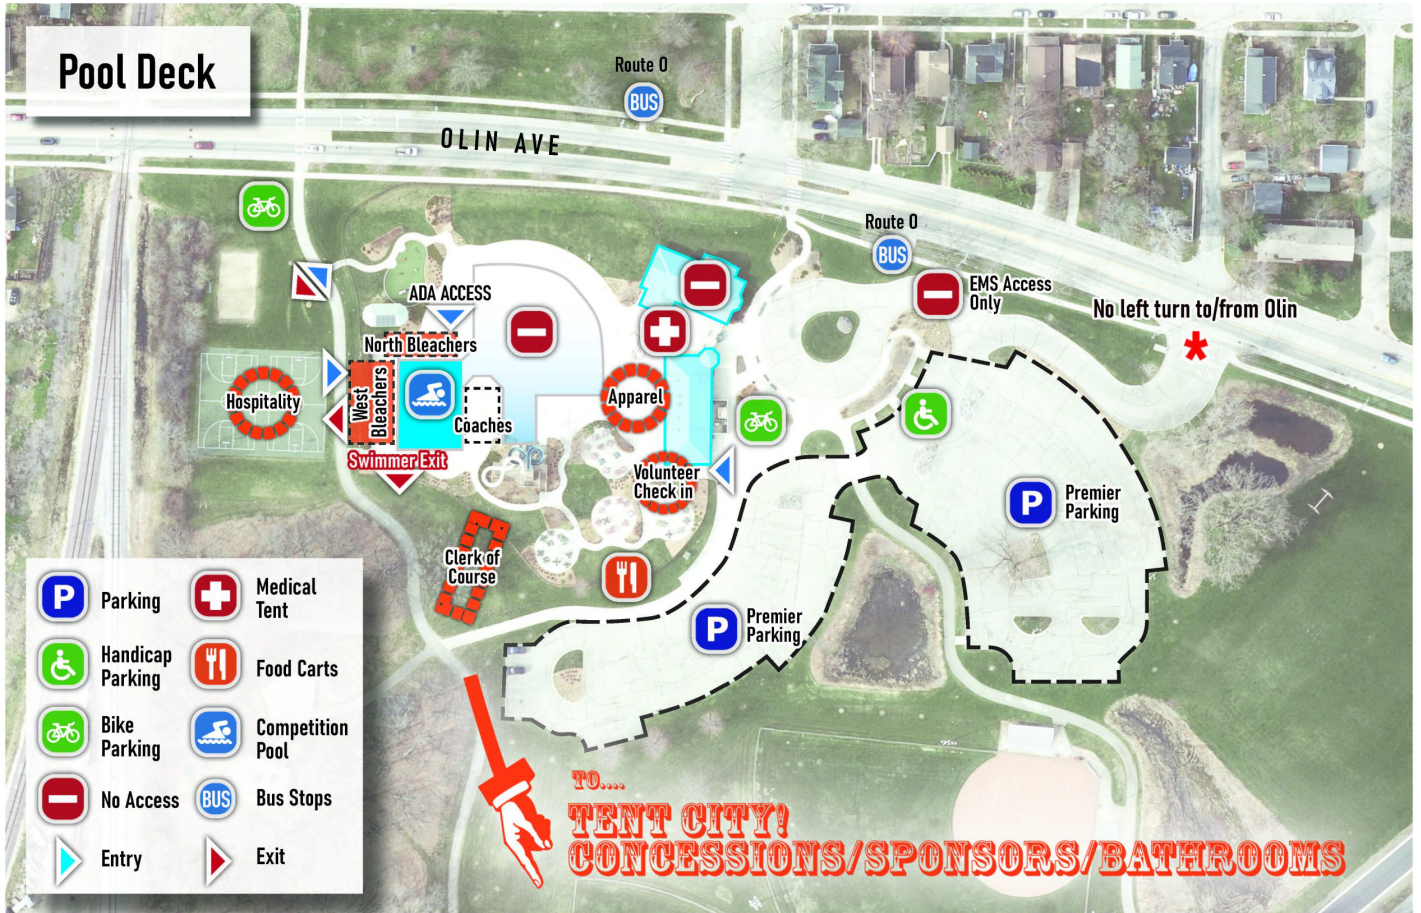 Pool Deck
Route O
BUS
OLIN AVE
Route O
BUS
EMS Access
Only
No left turn to/from Olin
*
ADA ACCESS
North Bleachers
West
Bleachers
Coaches
Hospitality
Apparel
Swimmer Exit
Volunteer
Check in
Clerk of
Course
P
Premier
Parking
P
Premier
Parking
P
Parking
Medical
Tent
Handicap
Parking
Food Carts
Bike
Parking
Competition
Pool
No Access
BUS
Bus Stops
Entry
Exit
TO....
TENT CITY!
CONCESSIONS/SPONSORS/BATHROOMS